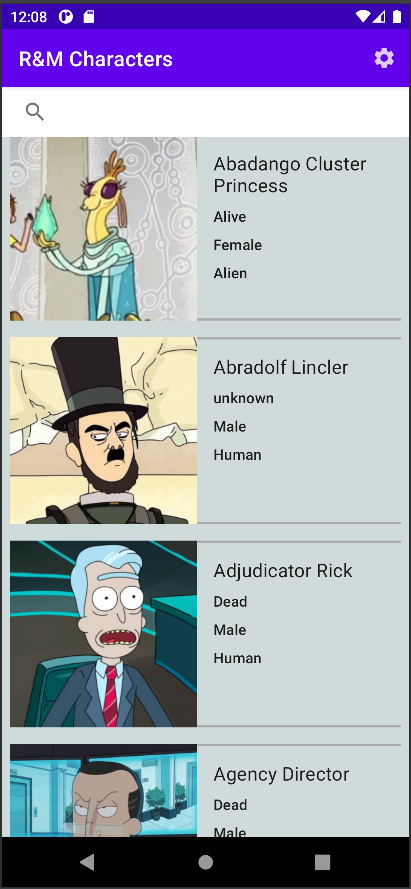 12:08
R&M Characters
Abadango Cluster
Princess
Alive
Female
Alien
Abradolf Lincler
unknown
Male
Human
Adjudicator Rick
Dead
Male
Human
Agency Director
Dead
Male